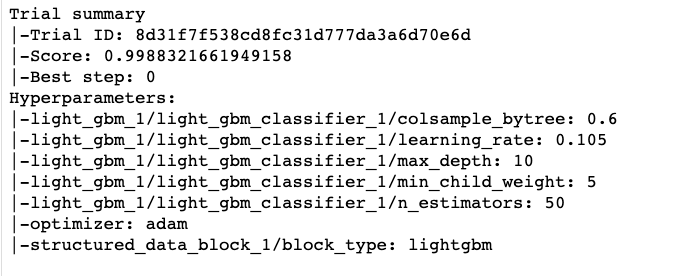 Trial summary
|-Trial ID: 8d31f7f538cd8fc31d777da3a6d70e6d
|-Score: 0.9988321661949158
|-Best step: 0
Hyperparameters:
|-light_gbm_1/light_gbm_classifier_1/colsample_bytree: 0.6
|-light_gbm_1/light_gbm_classifier_1/learning_rate: 0.105
|-light_gbm_1/light_gbm_classifier_1/max_depth: 10
|-light_gbm_1/light_gbm_classifier_1/min_child_weight: 5
|-light_gbm_1/light_gbm_classifier_1/n_estimators: 50
|-optimizer: adam
|-structured_data_block_1/block_type: lightgbm